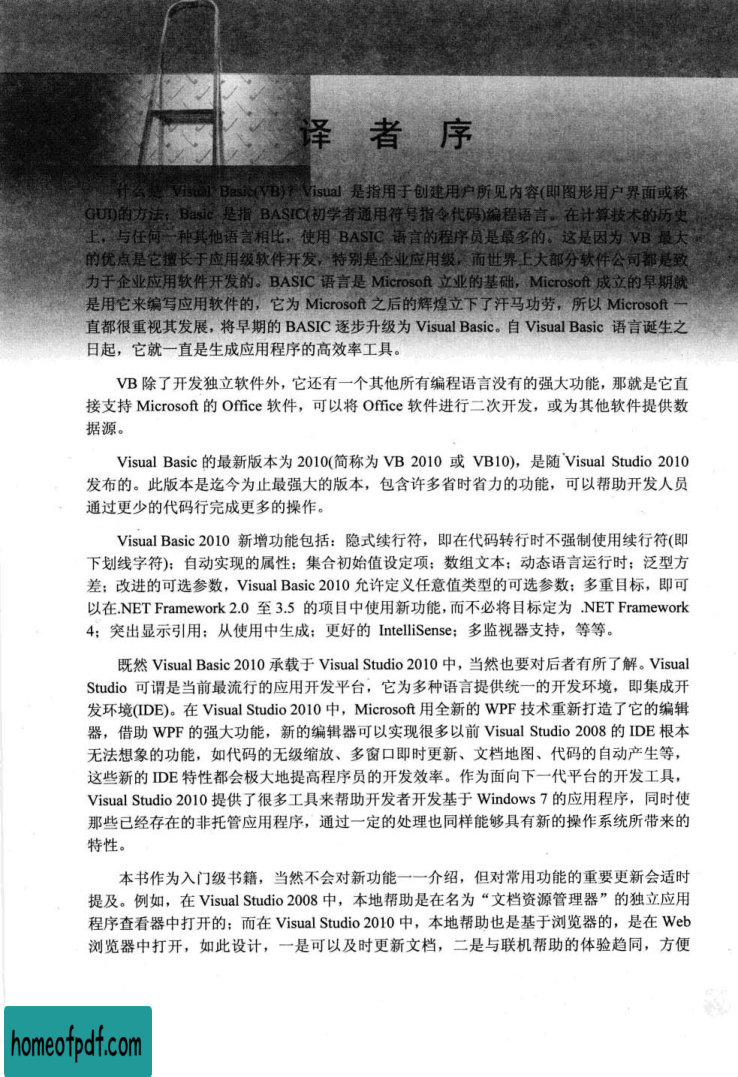 译 者 序
什么是 Visual Basic(VB)? Visual 是指用于创建用户所见内容(即图形用户界面或称
GUI)的方法；Basic 是指 BASIC(初学者通用符号指令代码)编程语言。在计算技术的历史
上，与任何一种其他语言相比，使用 BASIC 语言的程序员是最多的。这是因为 VB 最大
的优点是它擅长于应用级软件开发，特别是企业应用级，而世界上大部分软件公司都是致
力于企业应用软件开发的。BASIC 语言是 Microsoft 立业的基础，Microsoft 成立的早期就
是用它来编写应用软件的，它为 Microsoft 之后的辉煌立下了汗马功劳，所以 Microsoft 一
直都很重视其发展，将早期的 BASIC 逐步升级为 Visual Basic。自 Visual Basic 语言诞生之
日起，它就一直是生成应用程序的高效率工具。
VB 除了开发独立软件外，它还有一个其他所有编程语言没有的强大功能，那就是它直
接支持 Microsoft 的 Office 软件，可以将 Office 软件进行二次开发，或为其他软件提供数
据源。
Visual Basic 的最新版本为 2010(简称为 VB 2010 或 VB10)，是随 Visual Studio 2010
发布的。此版本是迄今为止最强大的版本，包含许多省时省力的功能，可以帮助开发人员
通过更少的代码行完成更多的操作。
Visual Basic 2010 新增功能包括：隐式续行符，即在代码转行时不强制使用续行符(即
下划线字符)；自动实现的属性；集合初始值设定项；数组文本；动态语言运行时；泛型方
差；改进的可选参数，Visual Basic 2010 允许定义任意值类型的可选参数；多重目标，即可
以在.NET Framework 2.0 至 3.5 的项目中使用新功能，而不必将目标定为 .NET Framework
4；突出显示引用；从使用中生成；更好的 IntelliSense；多监视器支持，等等。
既然 Visual Basic 2010 承载于 Visual Studio 2010 中，当然也要对后者有所了解。Visual
Studio 可谓是当前最流行的应用开发平台，它为多种语言提供统一的开发环境，即集成开
发环境(IDE)。在 Visual Studio 2010 中，Microsoft 用全新的 WPF 技术重新打造了它的编辑
器，借助 WPF 的强大功能，新的编辑器可以实现很多以前 Visual Studio 2008 的 IDE 根本
无法想象的功能，如代码的无级缩放、多窗口即时更新、文档地图、代码的自动产生等，
这些新的 IDE 特性都会极大地提高程序员的开发效率。作为面向下一代平台的开发工具，
Visual Studio 2010 提供了很多工具来帮助开发者开发基于 Windows 7 的应用程序，同时使
那些已经存在的非托管应用程序，通过一定的处理也同样能够具有新的操作系统所带来的
特性。
本书作为入门级书籍，当然不会对新功能一一介绍，但对常用功能的重要更新会适时
提及。例如，在 Visual Studio 2008 中，本地帮助是在名为“文档资源管理器”的独立应用
程序查看器中打开的；而在 Visual Studio 2010 中，本地帮助也是基于浏览器的，是在 Web
浏览器中打开，如此设计，一是可以及时更新文档，二是与联机帮助的体验趋同，方便
homeofpdf.com